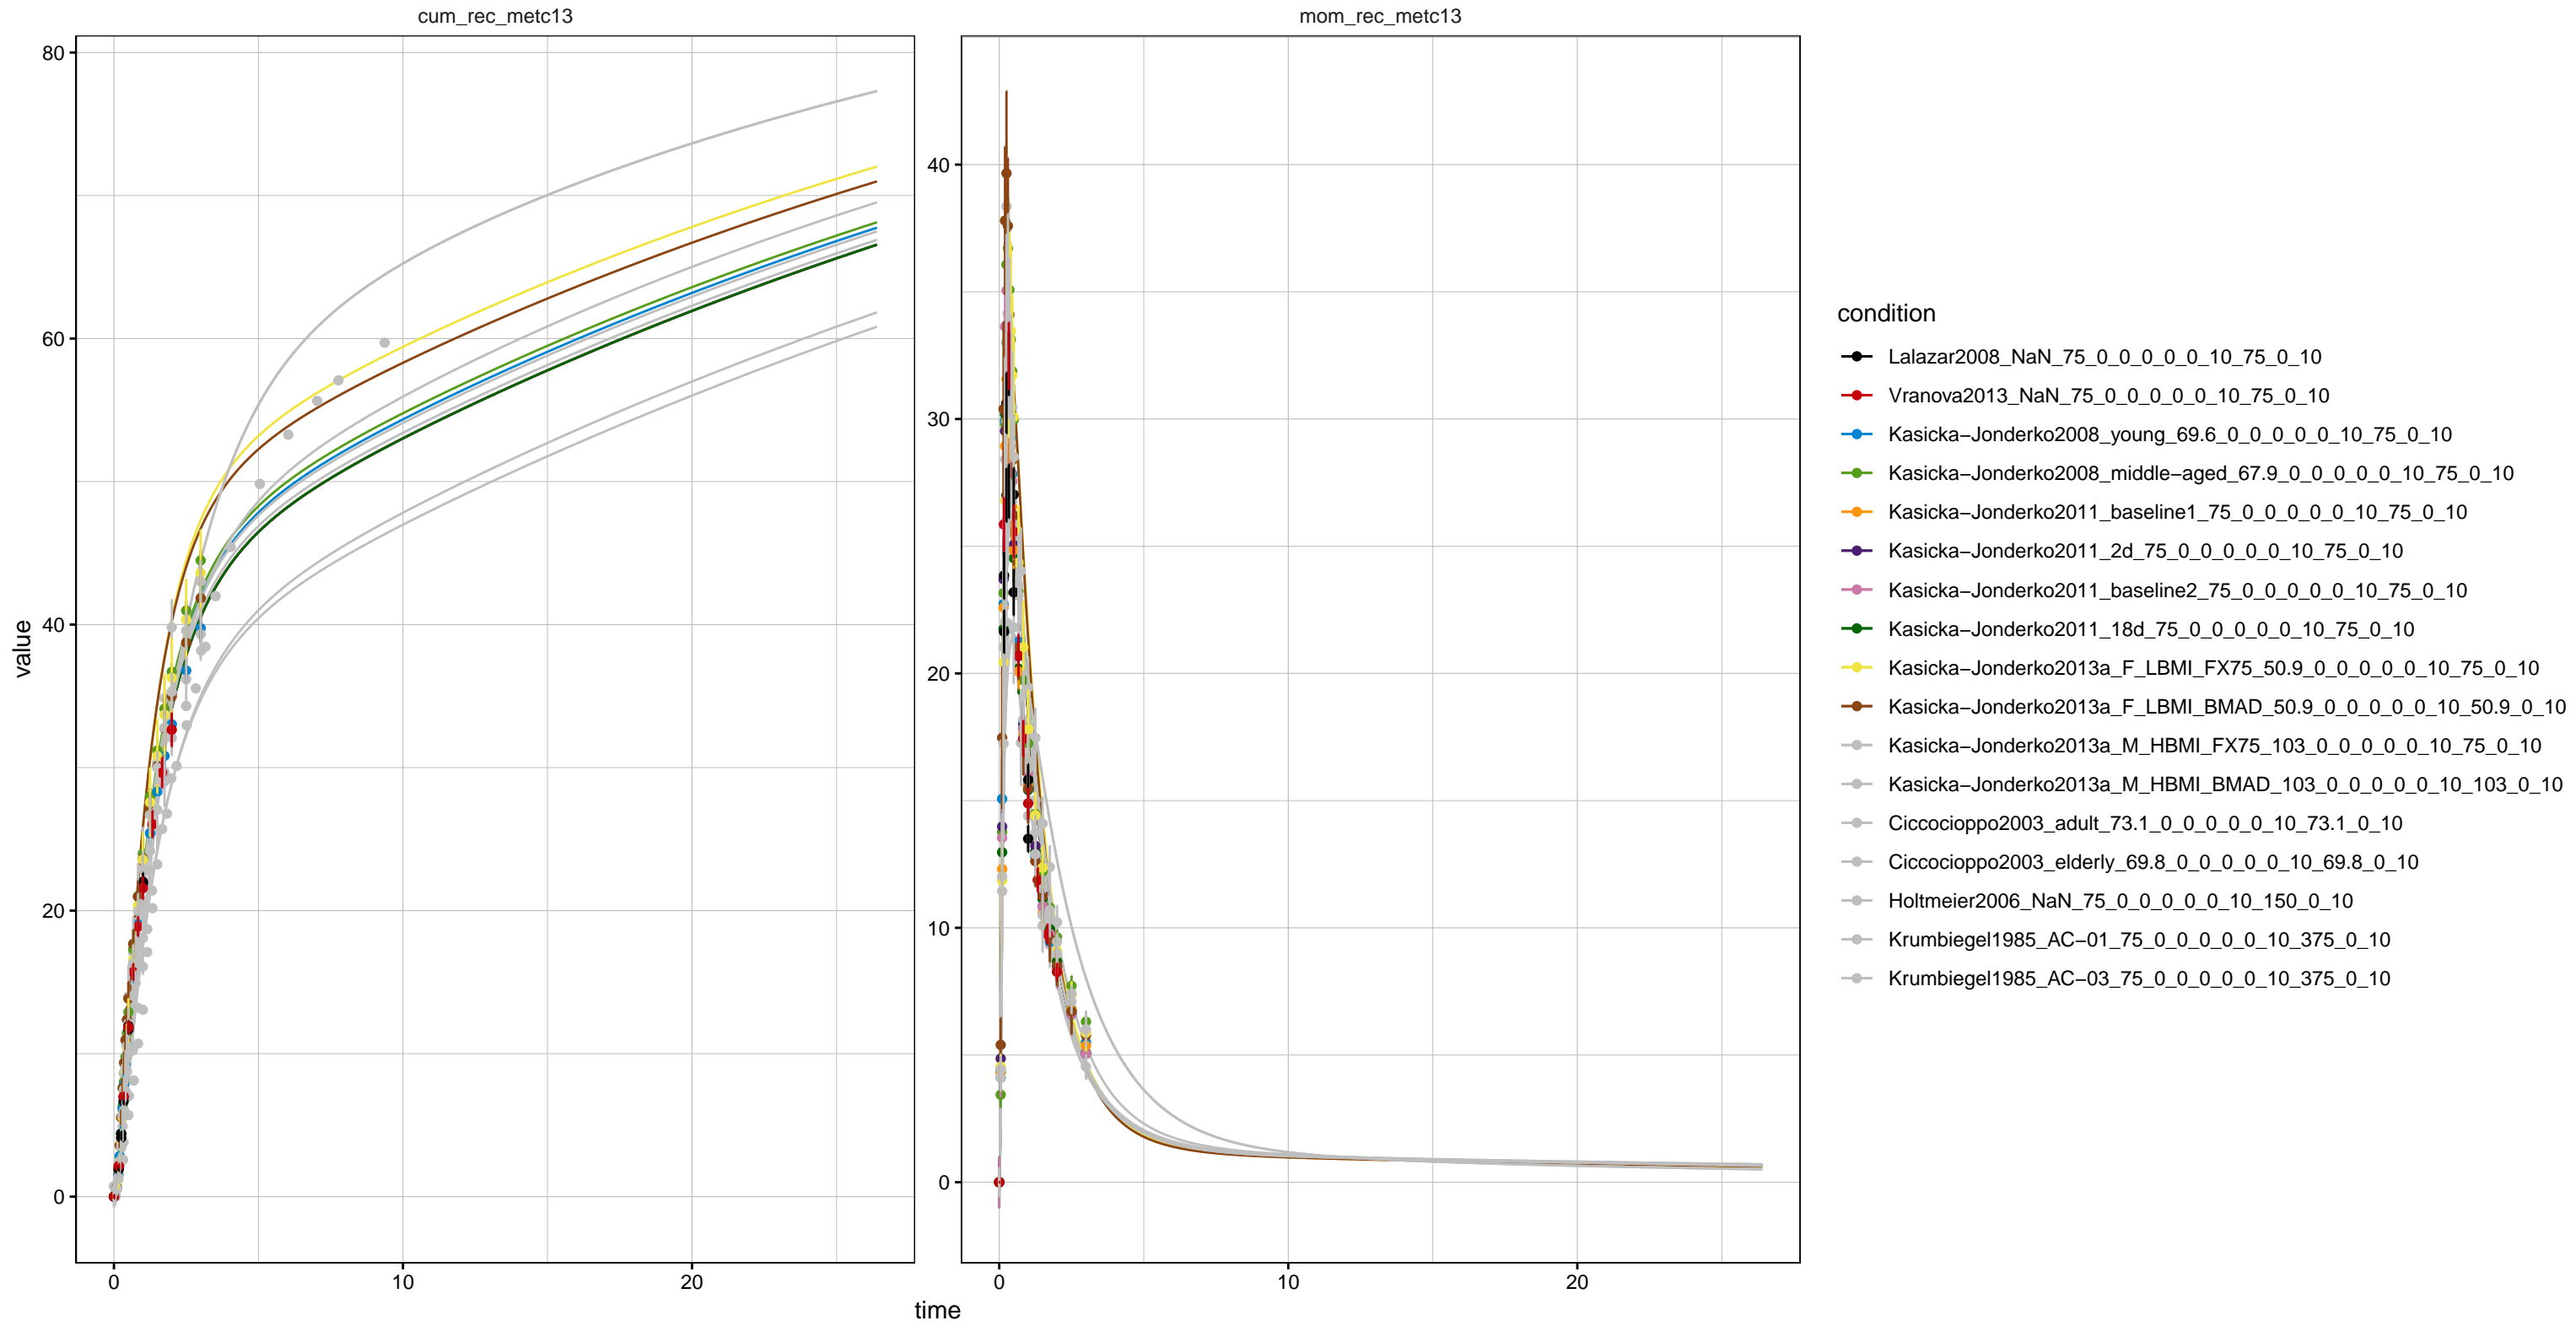 cum_rec_metc13
mom_rec_metc13
80
60
40
20
0
value
0
10
20
40
30
20
10
0
0
10
20
time
condition
Lalazar2008_NaN_75_0_0_0_0_0_10_75_0_10
Vranova2013_NaN_75_0_0_0_0_0_10_75_0_10
Kasicka−Jonderko2008_young_69.6_0_0_0_0_0_10_75_0_10
Kasicka−Jonderko2008_middle−aged_67.9_0_0_0_0_0_10_75_0_10
Kasicka−Jonderko2011_baseline1_75_0_0_0_0_0_10_75_0_10
Kasicka−Jonderko2011_2d_75_0_0_0_0_0_10_75_0_10
Kasicka−Jonderko2011_baseline2_75_0_0_0_0_0_10_75_0_10
Kasicka−Jonderko2011_18d_75_0_0_0_0_0_10_75_0_10
Kasicka−Jonderko2013a_F_LBMI_FX75_50.9_0_0_0_0_0_10_75_0_10
Kasicka−Jonderko2013a_F_LBMI_BMAD_50.9_0_0_0_0_0_10_50.9_0_10
Kasicka−Jonderko2013a_M_HBMI_FX75_103_0_0_0_0_0_10_75_0_10
Kasicka−Jonderko2013a_M_HBMI_BMAD_103_0_0_0_0_0_10_103_0_10
Ciccocioppo2003_adult_73.1_0_0_0_0_0_10_73.1_0_10
Ciccocioppo2003_elderly_69.8_0_0_0_0_0_10_69.8_0_10
Holtmeier2006_NaN_75_0_0_0_0_0_10_150_0_10
Krumbiegel1985_AC−01_75_0_0_0_0_0_10_375_0_10
Krumbiegel1985_AC−03_75_0_0_0_0_0_10_375_0_10